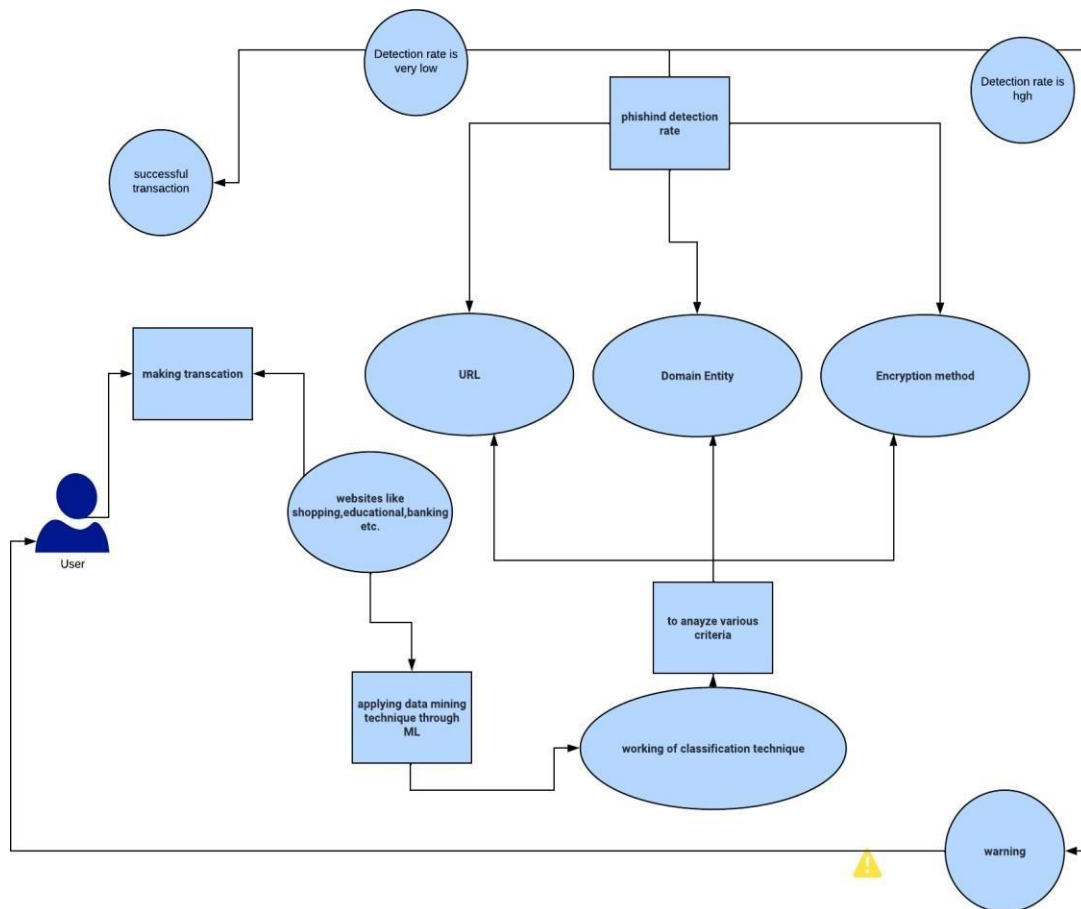 Detection rate is
very low
Detection rate is
hgh
phishind detection
rate
successful
transaction
making transcation
URL
Domain Entity
Encryption method
websites like
shopping,educational,banking
etc.
User
to anayze various
criteria
applying data mining
technique through
ML
working of classification technique
warning